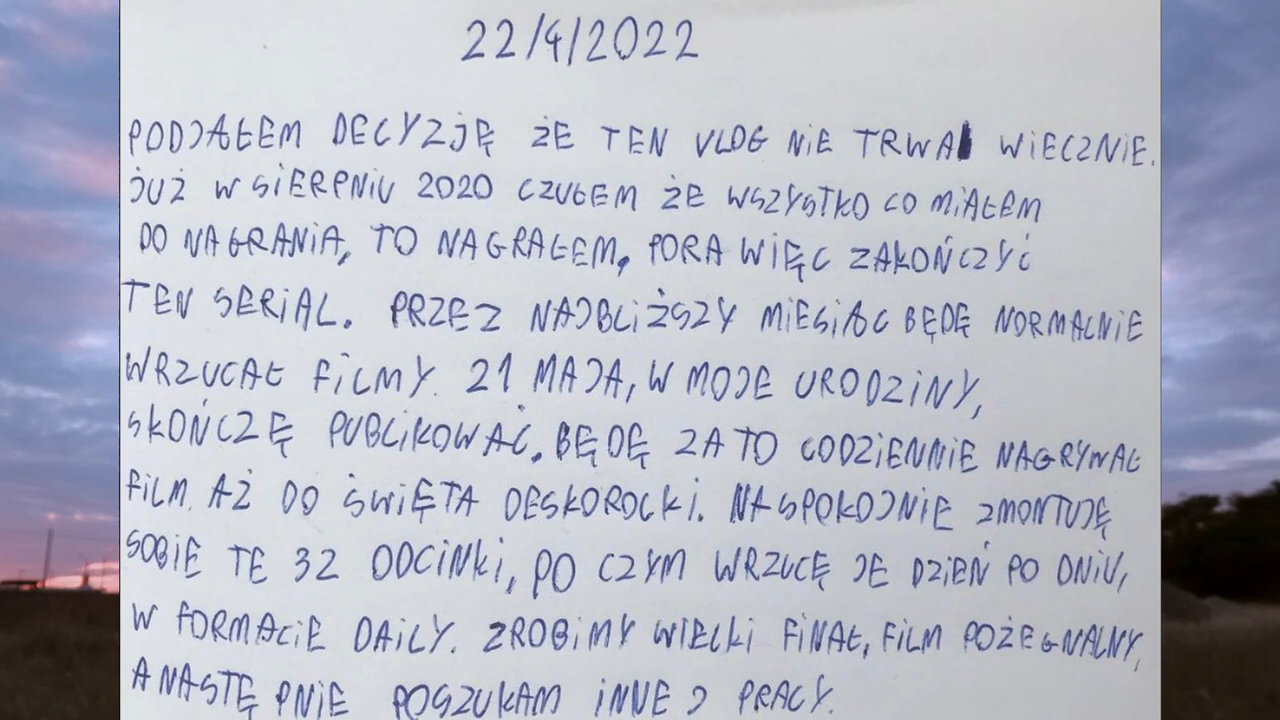 22/4/2022
PODJĄŁEM DECYZJĘ ŻE TEN VLOG NIE TRWA WIECZNIE.
JUŻ W SIERPNIU 2020 CZUŁEM ŻE WSZYSTKO CO MIAŁEM
DO NAGRANIA, TO NAGRAŁEM. PORA WIĘC ZAKOŃCZYĆ
TEN SERIAL. PRZEZ NAJBLIŻSZY MIESIĄC BĘDĘ NORMALNIE
WRZUCAŁ FILMY. 21 MAJA, W MOJE URODZINY,
SKOŃCZĘ PUBLIKOWAĆ. BĘDĘ ZA TO CODZIENNIE NAGRYWAŁ
FILM AŻ DO ŚWIĘTA DESKOROLKI. NASPOKOJNIE ZMONTUJĘ
SOBIE TE 32 ODCINKI, PO CZYM WRZUCĘ JE DZIEŃ PO DNIU,
W FORMACIE DAILY. ZROBIMY WIELKI FINAŁ, FILM POŻEGNALNY,
A NASTĘPNIE POSZUKAM INNEJ PRACY.